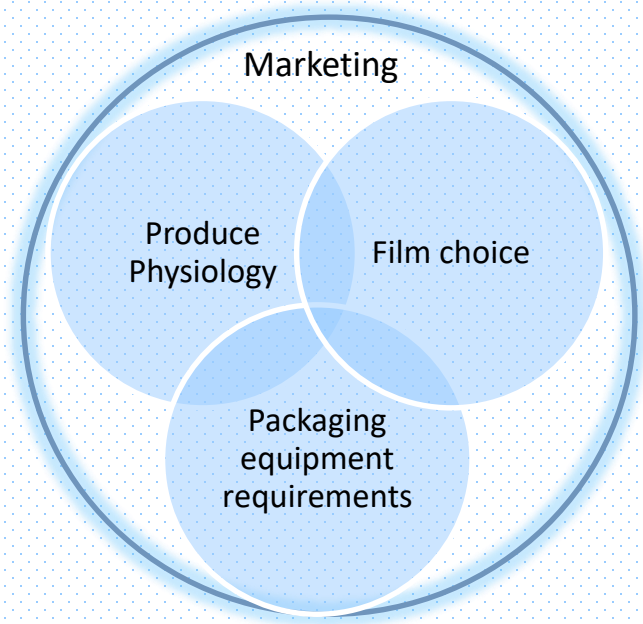 Marketing
Produce
Physiology
Film choice
Packaging
equipment
requirements